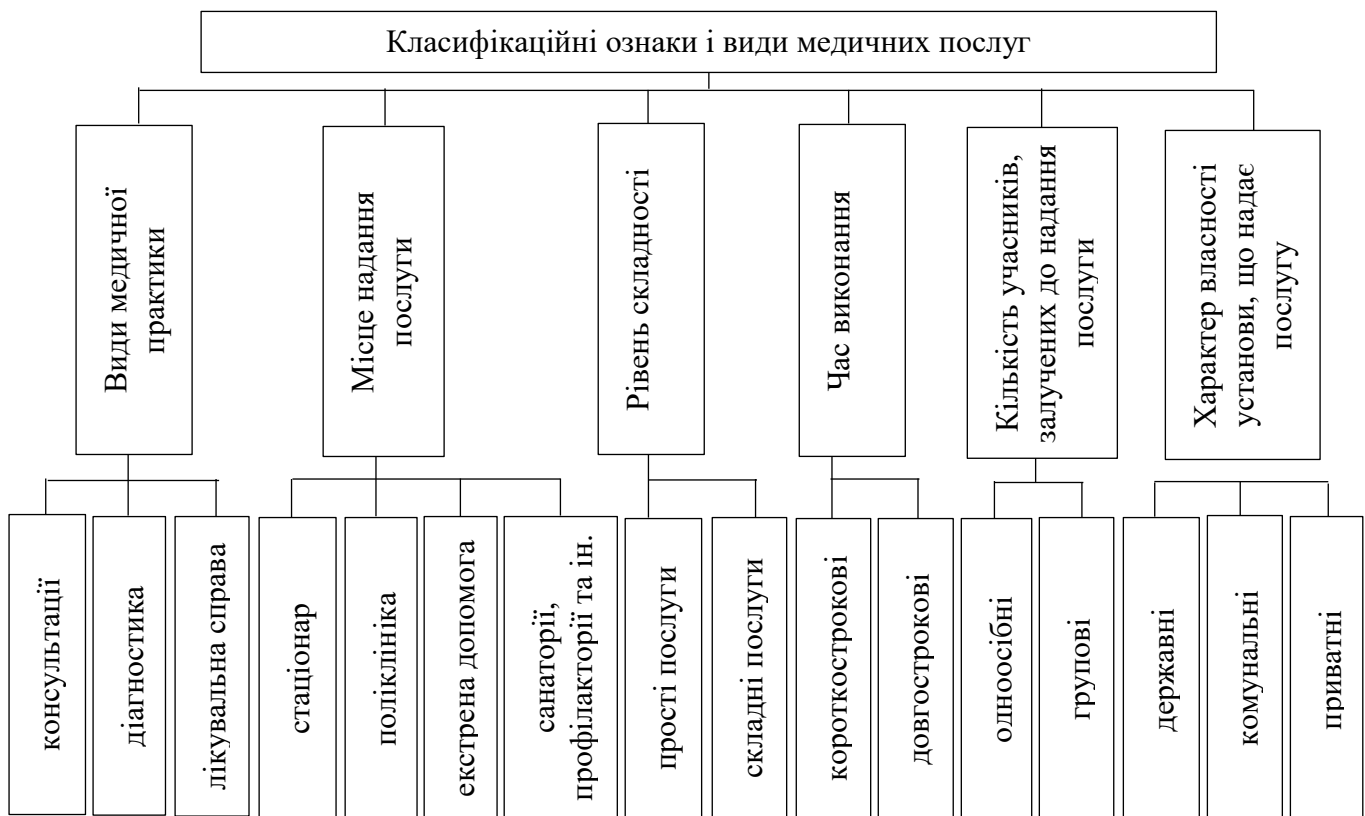 Класифікаційні ознаки і види медичних послуг
Види медичної
практики
Місце надання
послуги
Рівень складності
Час виконання
Кількість учасників,
залучених до надання
послуги
Характер власності
установи, що надає
послугу
консультації
діагностика
лікувальна справа
стаціонар
поліклініка
екстрена допомога
санаторії,
профілакторії та ін.
прості послуги
складні послуги
короткострокові
довгострокові
одноосібні
групові
державні
комунальні
приватні